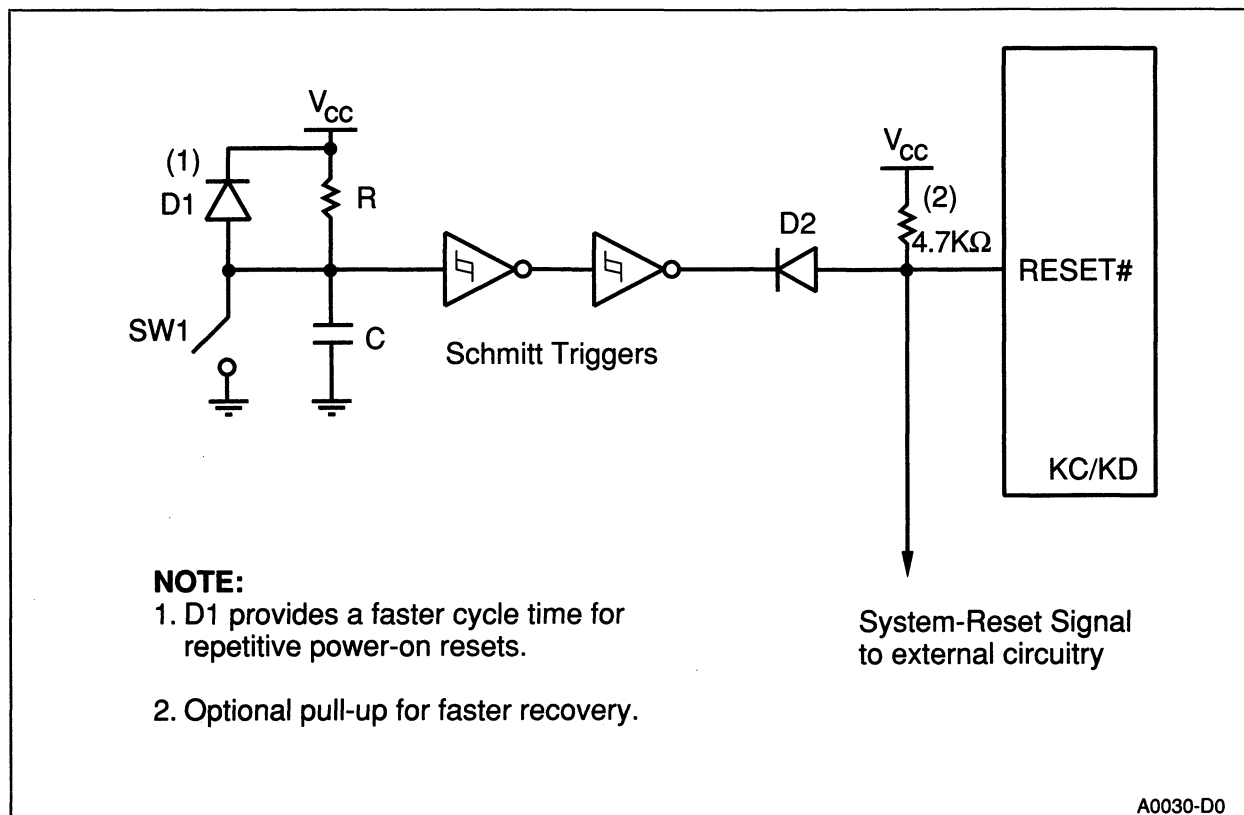 V_CC
(1)
D1
R
SW1
C
Schmitt Triggers
D2
V_CC
(2)
4.7KΩ
RESET#
KC/KD
System-Reset Signal
to external circuitry
NOTE:
1. D1 provides a faster cycle time for
repetitive power-on resets.
2. Optional pull-up for faster recovery.
A0030-D0